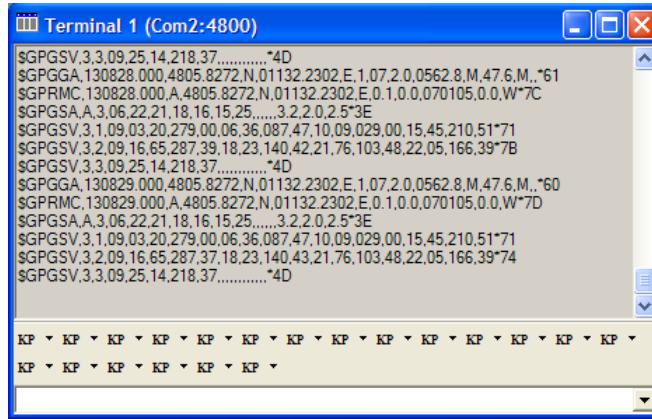 Terminal 1 (Com2:4800)
$GPGSV,3,3,09,25,14,218,37,,,,,,,,,,,,*4D
$GPGGA,130828.000,4805.8272,N,01132.2302,E,1,07,2.0,0562.8,M,47.6,M,,*61
$GPRMC,130828.000,A,4805.8272,N,01132.2302,E,0.1,0.0,070105,0.0,W*7C
$GPGSA,A,3,06,22,21,18,16,15,25,,,,,,3.2,2.0,2.5*3E
$GPGSV,3,1,09,03,20,279,00,06,36,087,47,10,09,029,00,15,45,210,51*71
$GPGSV,3,2,09,16,65,287,39,18,23,140,42,21,76,103,48,22,05,166,39*7B
$GPGSV,3,3,09,25,14,218,37,,,,,,,,,,,,*4D
$GPGGA,130829.000,4805.8272,N,01132.2302,E,1,07,2.0,0562.8,M,47.6,M,,*60
$GPRMC,130829.000,A,4805.8272,N,01132.2302,E,0.1,0.0,070105,0.0,W*7D
$GPGSA,A,3,06,22,21,18,16,15,25,,,,,,3.2,2.0,2.5*3E
$GPGSV,3,1,09,03,20,279,00,06,36,087,47,10,09,029,00,15,45,210,51*71
$GPGSV,3,2,09,16,65,287,37,18,23,140,43,21,76,103,48,22,05,166,39*74
$GPGSV,3,3,09,25,14,218,37,,,,,,,,,,,,*4D
KP KP KP KP KP KP KP KP KP KP KP KP KP KP
KP KP KP KP KP KP